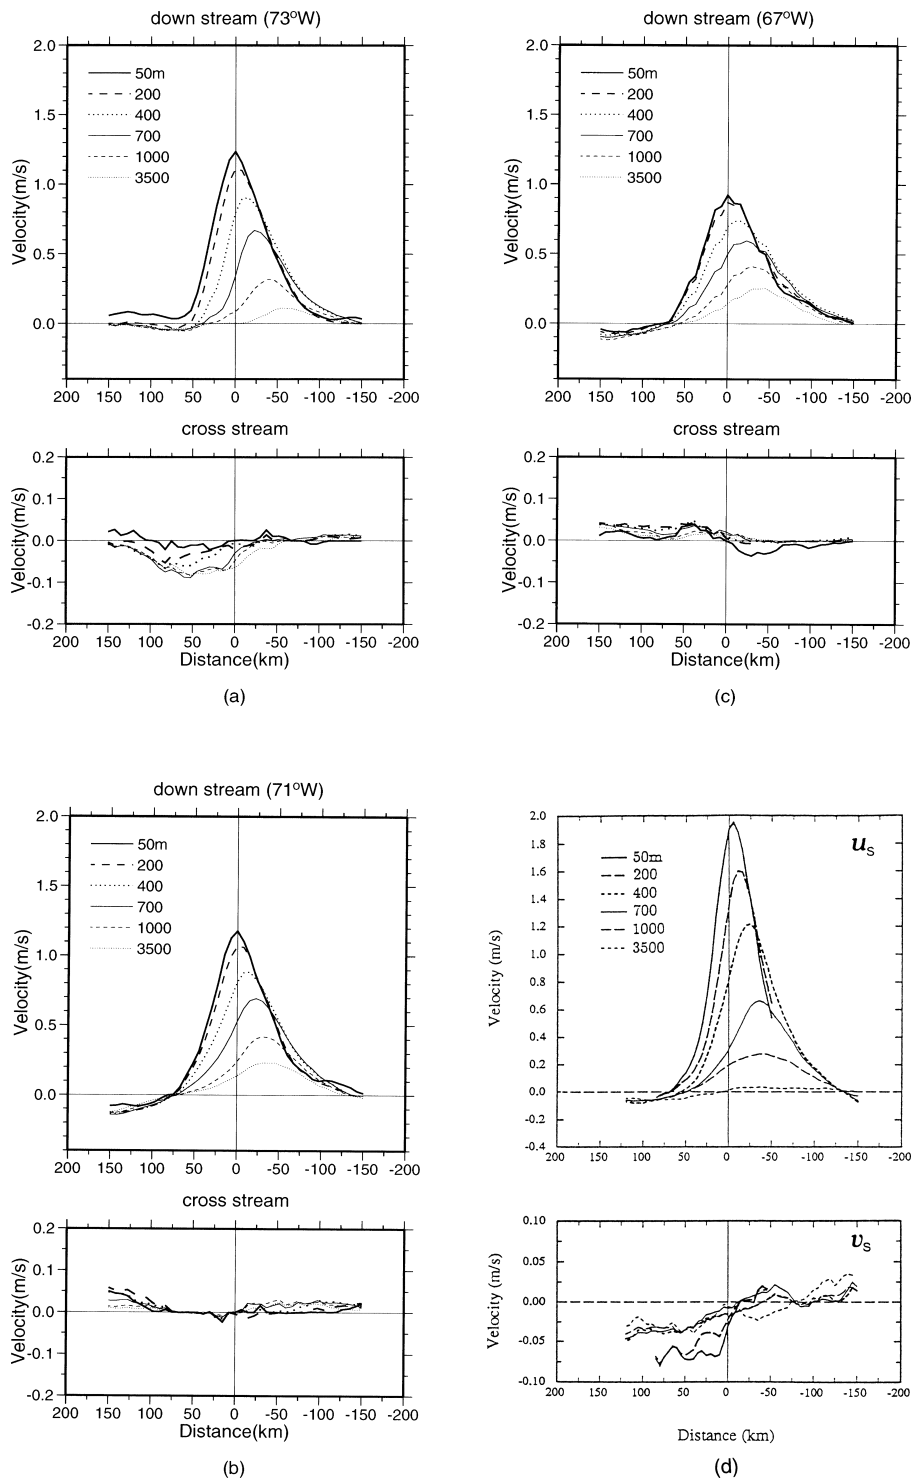 down stream (73°W)
2.0
1.5
1.0
0.5
0.0
Velocity(m/s)
50m
200
400
700
1000
3500
200 150 100 50 0 -50 -100 -150 -200
cross stream
0.2
0.1
0.0
-0.1
-0.2
Velocity(m/s)
200 150 100 50 0 -50 -100 -150 -200
Distance(km)
(a)
down stream (67°W)
2.0
1.5
1.0
0.5
0.0
Velocity(m/s)
50m
200
400
700
1000
3500
200 150 100 50 0 -50 -100 -150 -200
cross stream
0.2
0.1
0.0
-0.1
-0.2
Velocity(m/s)
200 150 100 50 0 -50 -100 -150 -200
Distance(km)
(c)
down stream (71°W)
2.0
1.5
1.0
0.5
0.0
Velocity(m/s)
50m
200
400
700
1000
3500
200 150 100 50 0 -50 -100 -150 -200
cross stream
0.2
0.1
0.0
-0.1
-0.2
Velocity(m/s)
200 150 100 50 0 -50 -100 -150 -200
Distance(km)
(b)
2.0
1.8
1.6
1.4
1.2
1.0
0.8
0.6
0.4
0.2
0.0
-0.2
-0.4
Velocity (m/s)
us
50m
200
400
700
1000
3500
200 150 100 50 0 -50 -100 -150 -200
0.10
0.05
0.00
-0.05
-0.10
Velocity (m/s)
vs
200 150 100 50 0 -50 -100 -150 -200
Distance (km)
(d)